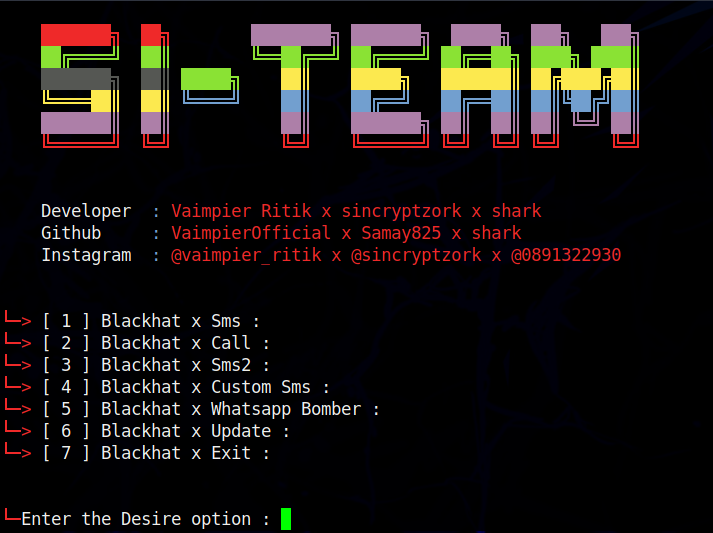 SI-TEAM
Developer : Vaimpier Ritik x sincryptzork x shark
Github : VaimpierOfficial x Samay825 x shark
Instagram : @vaimpier_ritik x @sincryptzork x @0891322930
└─> [ 1 ] Blackhat x Sms :
└─> [ 2 ] Blackhat x Call :
└─> [ 3 ] Blackhat x Sms2 :
└─> [ 4 ] Blackhat x Custom Sms :
└─> [ 5 ] Blackhat x Whatsapp Bomber :
└─> [ 6 ] Blackhat x Update :
└─> [ 7 ] Blackhat x Exit :
└─Enter the Desire option :